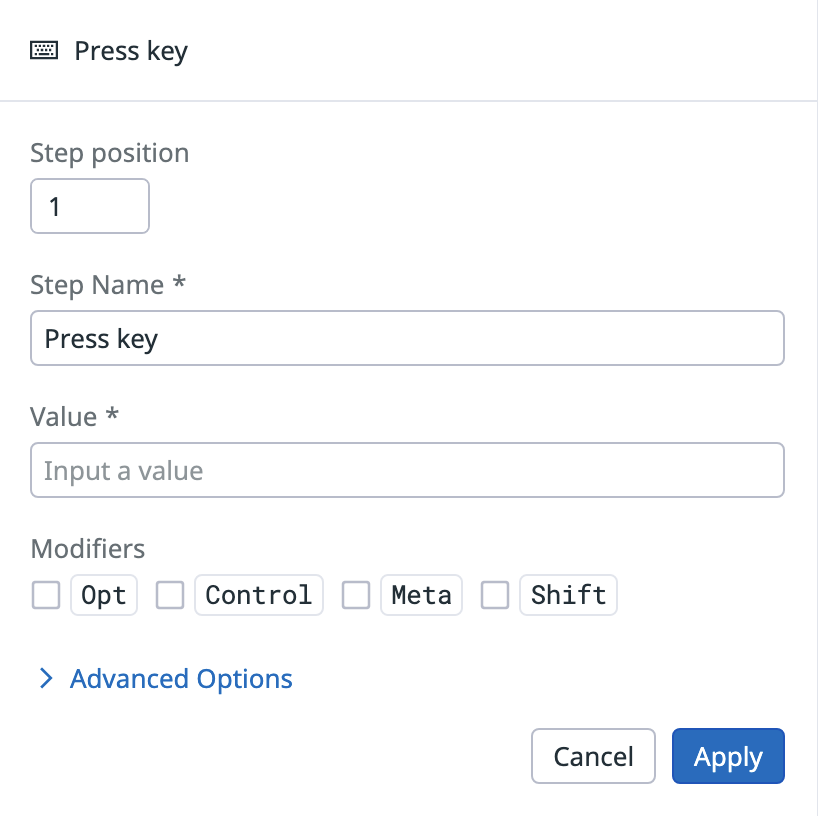 Press key
Step position
1
Step Name *
Press key
Value *
Input a value
Modifiers
Opt Control Meta Shift
Advanced Options
Cancel Apply